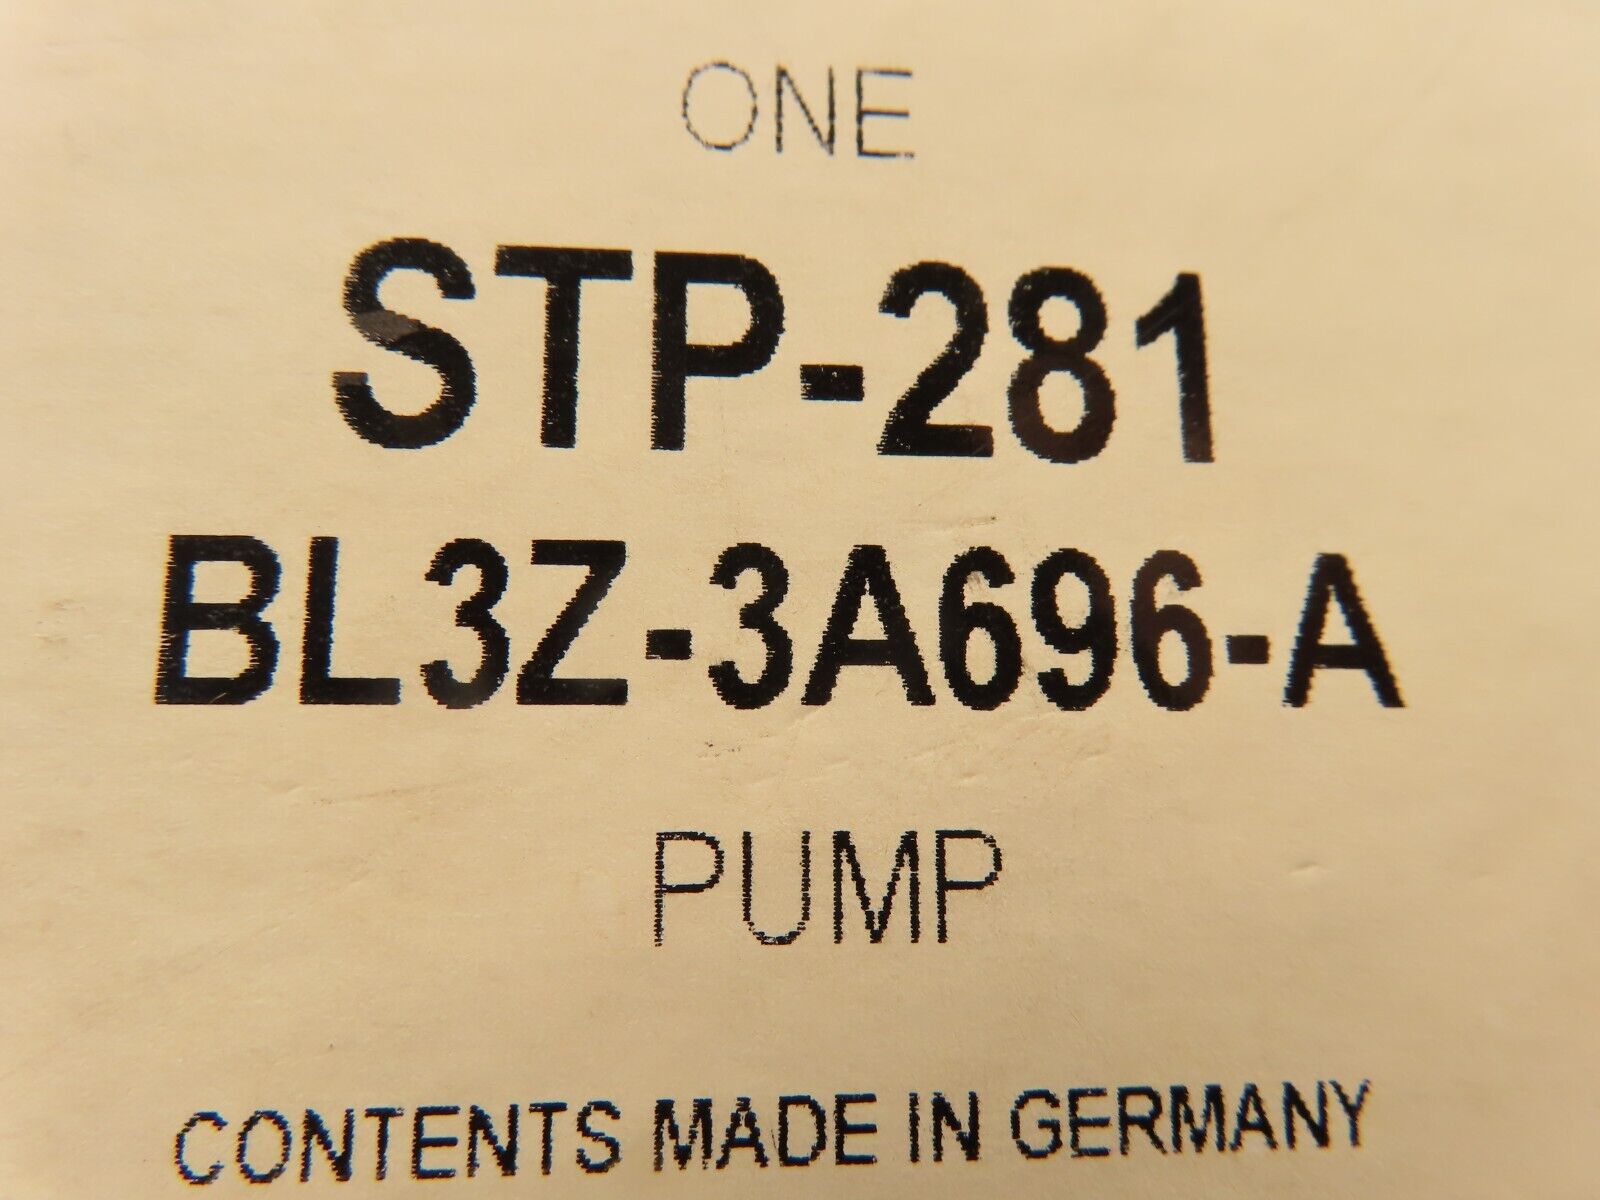 ONE
STP-281
BL3Z-3A696-A
PUMP
CONTENTS MADE IN GERMANY